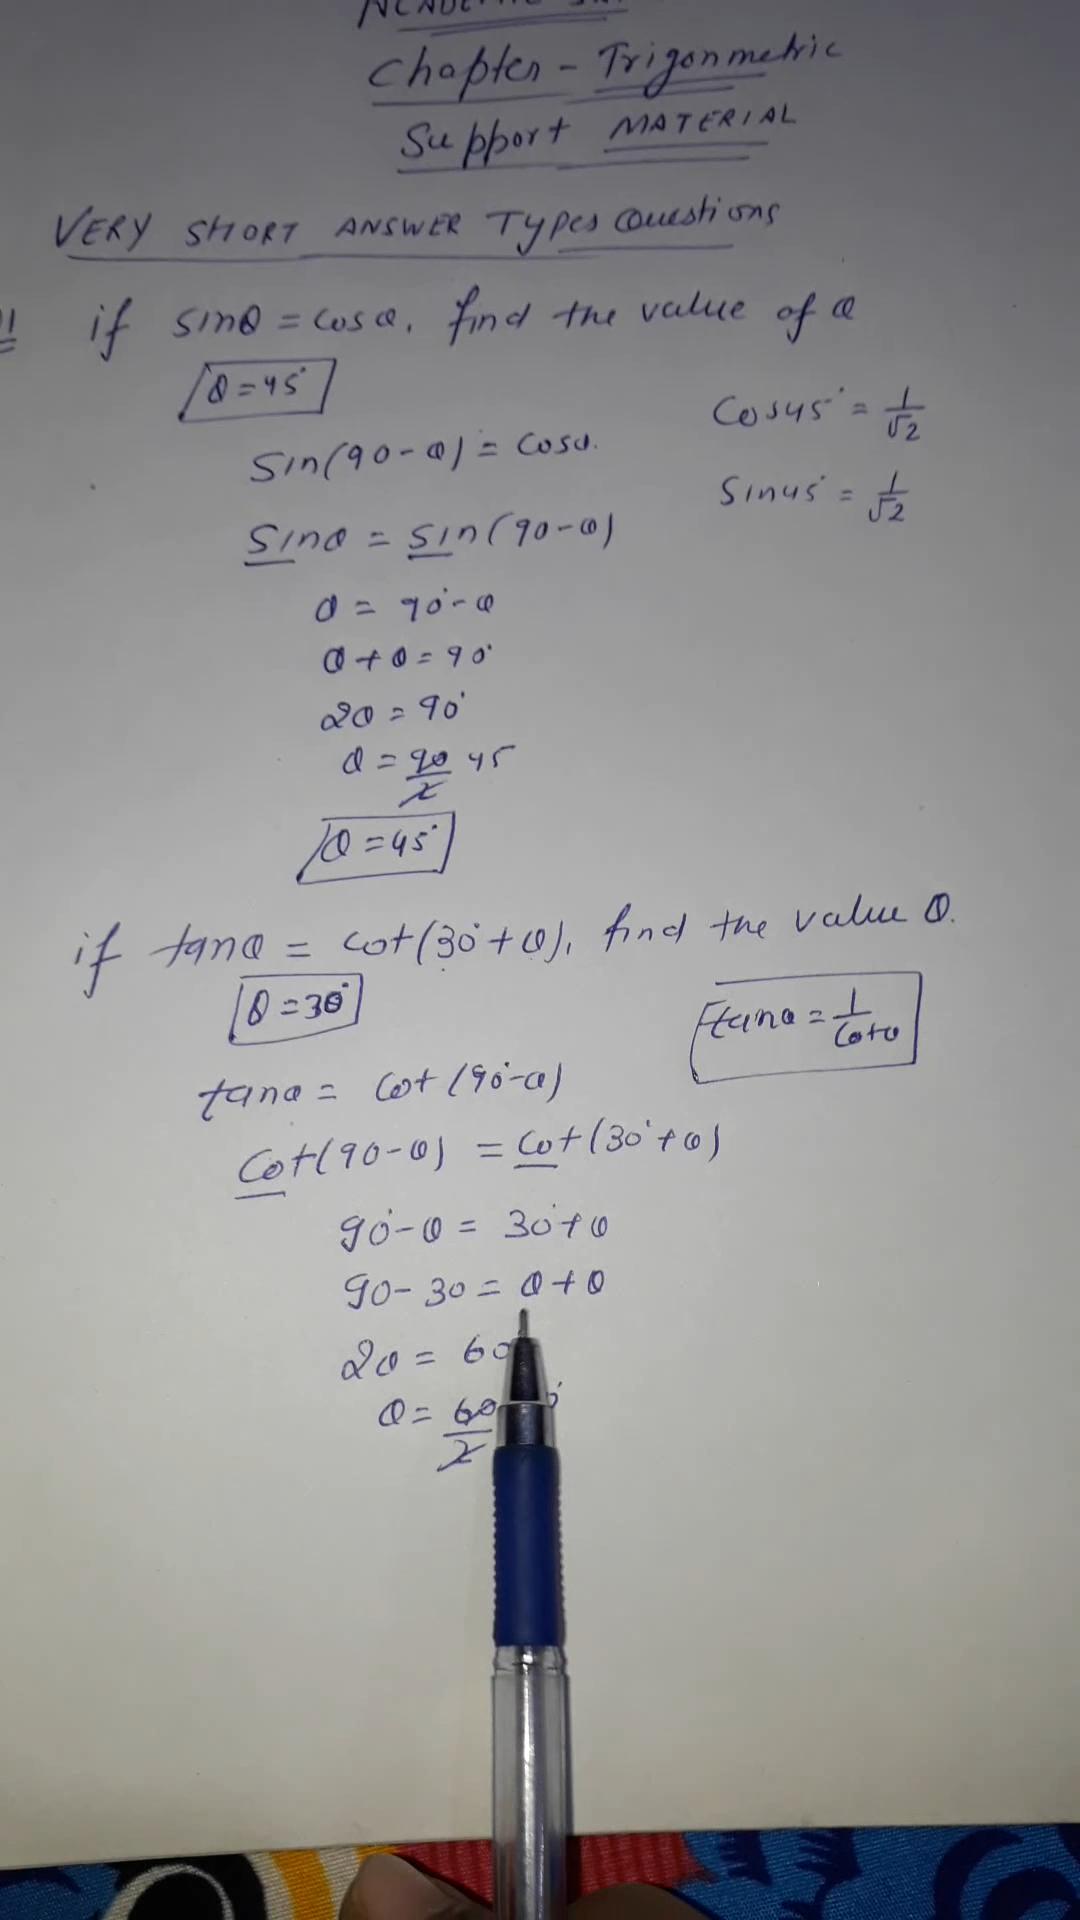 Chapter - Trigonmetric
Support MATERIAL
VERY SHORT ANSWER Types Questions
if sinθ = cosθ, find the value of θ
θ = 45°
Cos45° = 1/√2
Sin(90-θ) = Cosθ.
Sin45° = 1/√2
Sinθ = Sin(90-θ)
θ = 90°-θ
θ+θ = 90°
2θ = 90°
θ = 90/2 45
θ = 45°
if tanθ = cot(30°+θ), find the value θ.
θ = 30°
tanθ = 1/Cotθ
tanθ = Cot(90°-θ)
Cot(90-θ) = Cot(30°+θ)
90°-θ = 30°+θ
90-30 = θ+θ
2θ = 60
θ = 60/2